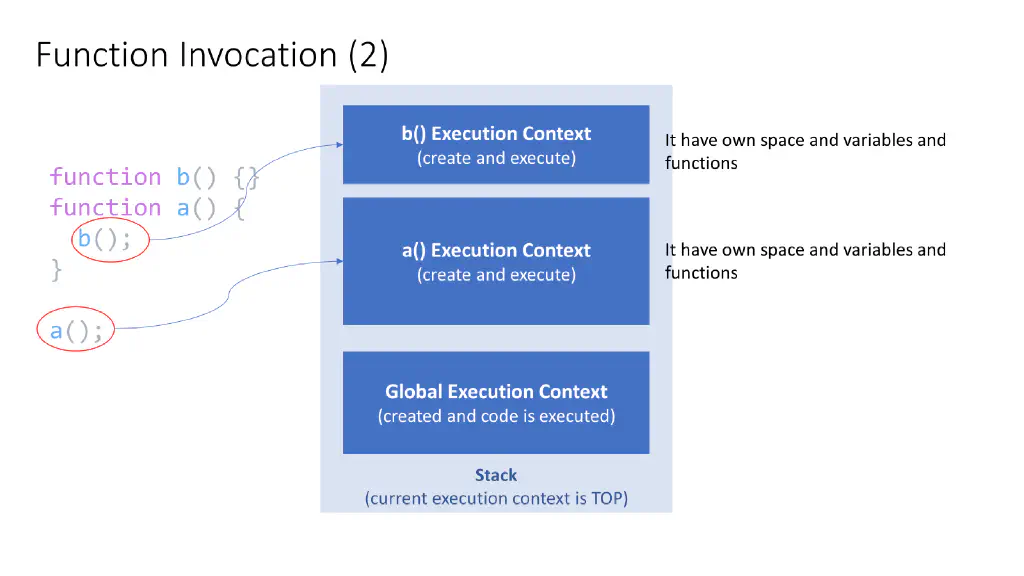 Function Invocation (2)
function b() {}
function a() {
b();
}
a();
b() Execution Context
(create and execute)
It have own space and variables and
functions
a() Execution Context
(create and execute)
It have own space and variables and
functions
Global Execution Context
(created and code is executed)
Stack
(current execution context is TOP)